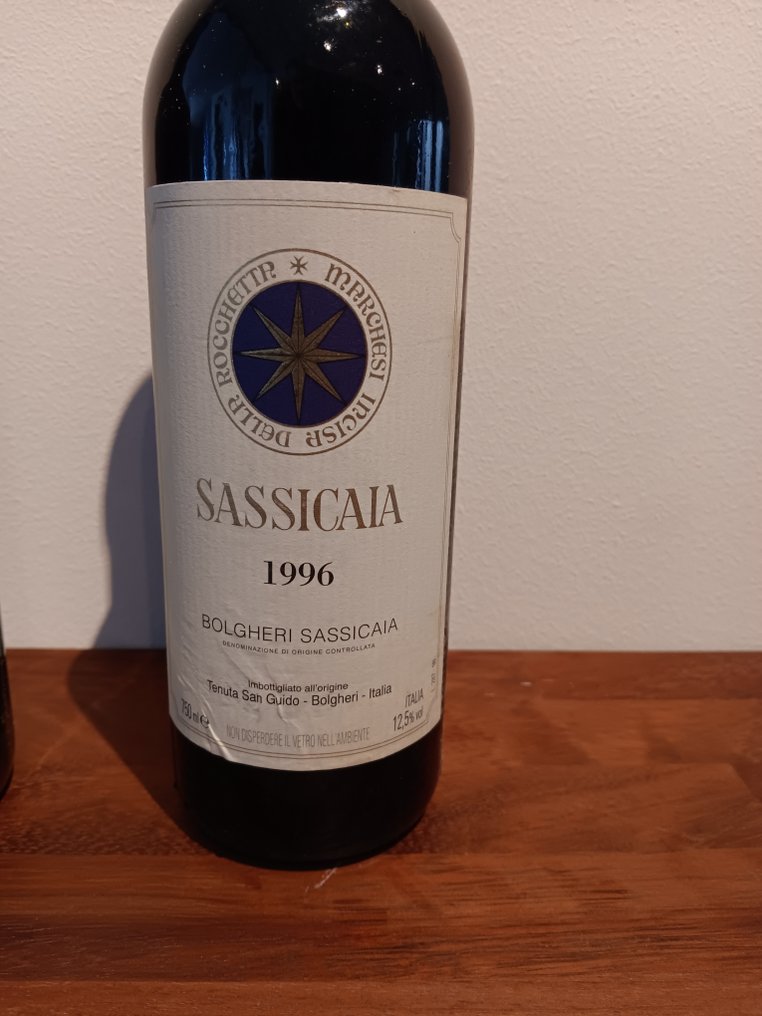 MARCHESI INCISA DELLA ROCCHETTA
SASSICAIA
1996
BOLGHERI SASSICAIA
DENOMINAZIONE DI ORIGINE CONTROLLATA
Imbottigliato all'origine
Tenuta San Guido - Bolgheri - Italia
750 ml e
ITALIA
12,5% vol
NON DISPERDERE IL VETRO NELL'AMBIENTE